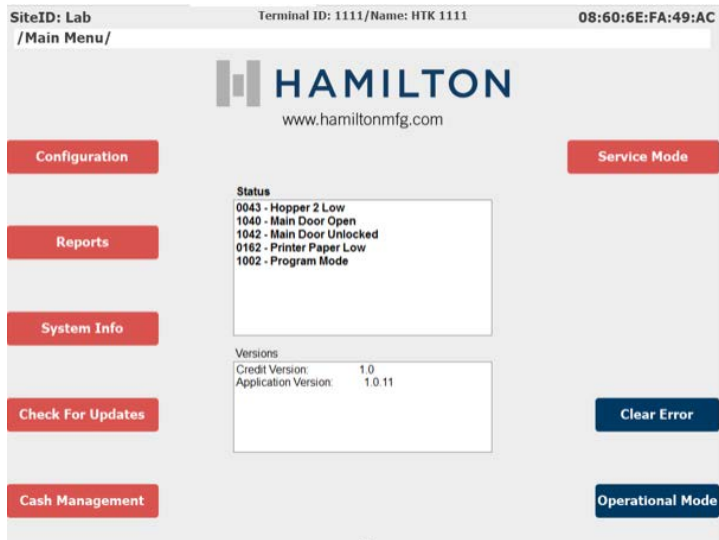 SiteID: Lab
Terminal ID: 1111/Name: HTK 1111
08:60:6E:FA:49:AC
/Main Menu/
HAMILTON
www.hamiltonmfg.com
Configuration
Service Mode
Status
0043 - Hopper 2 Low
1040 - Main Door Open
1042 - Main Door Unlocked
0162 - Printer Paper Low
1002 - Program Mode
Reports
System Info
Versions
Credit Version: 1.0
Application Version: 1.0.11
Check For Updates
Clear Error
Cash Management
Operational Mode